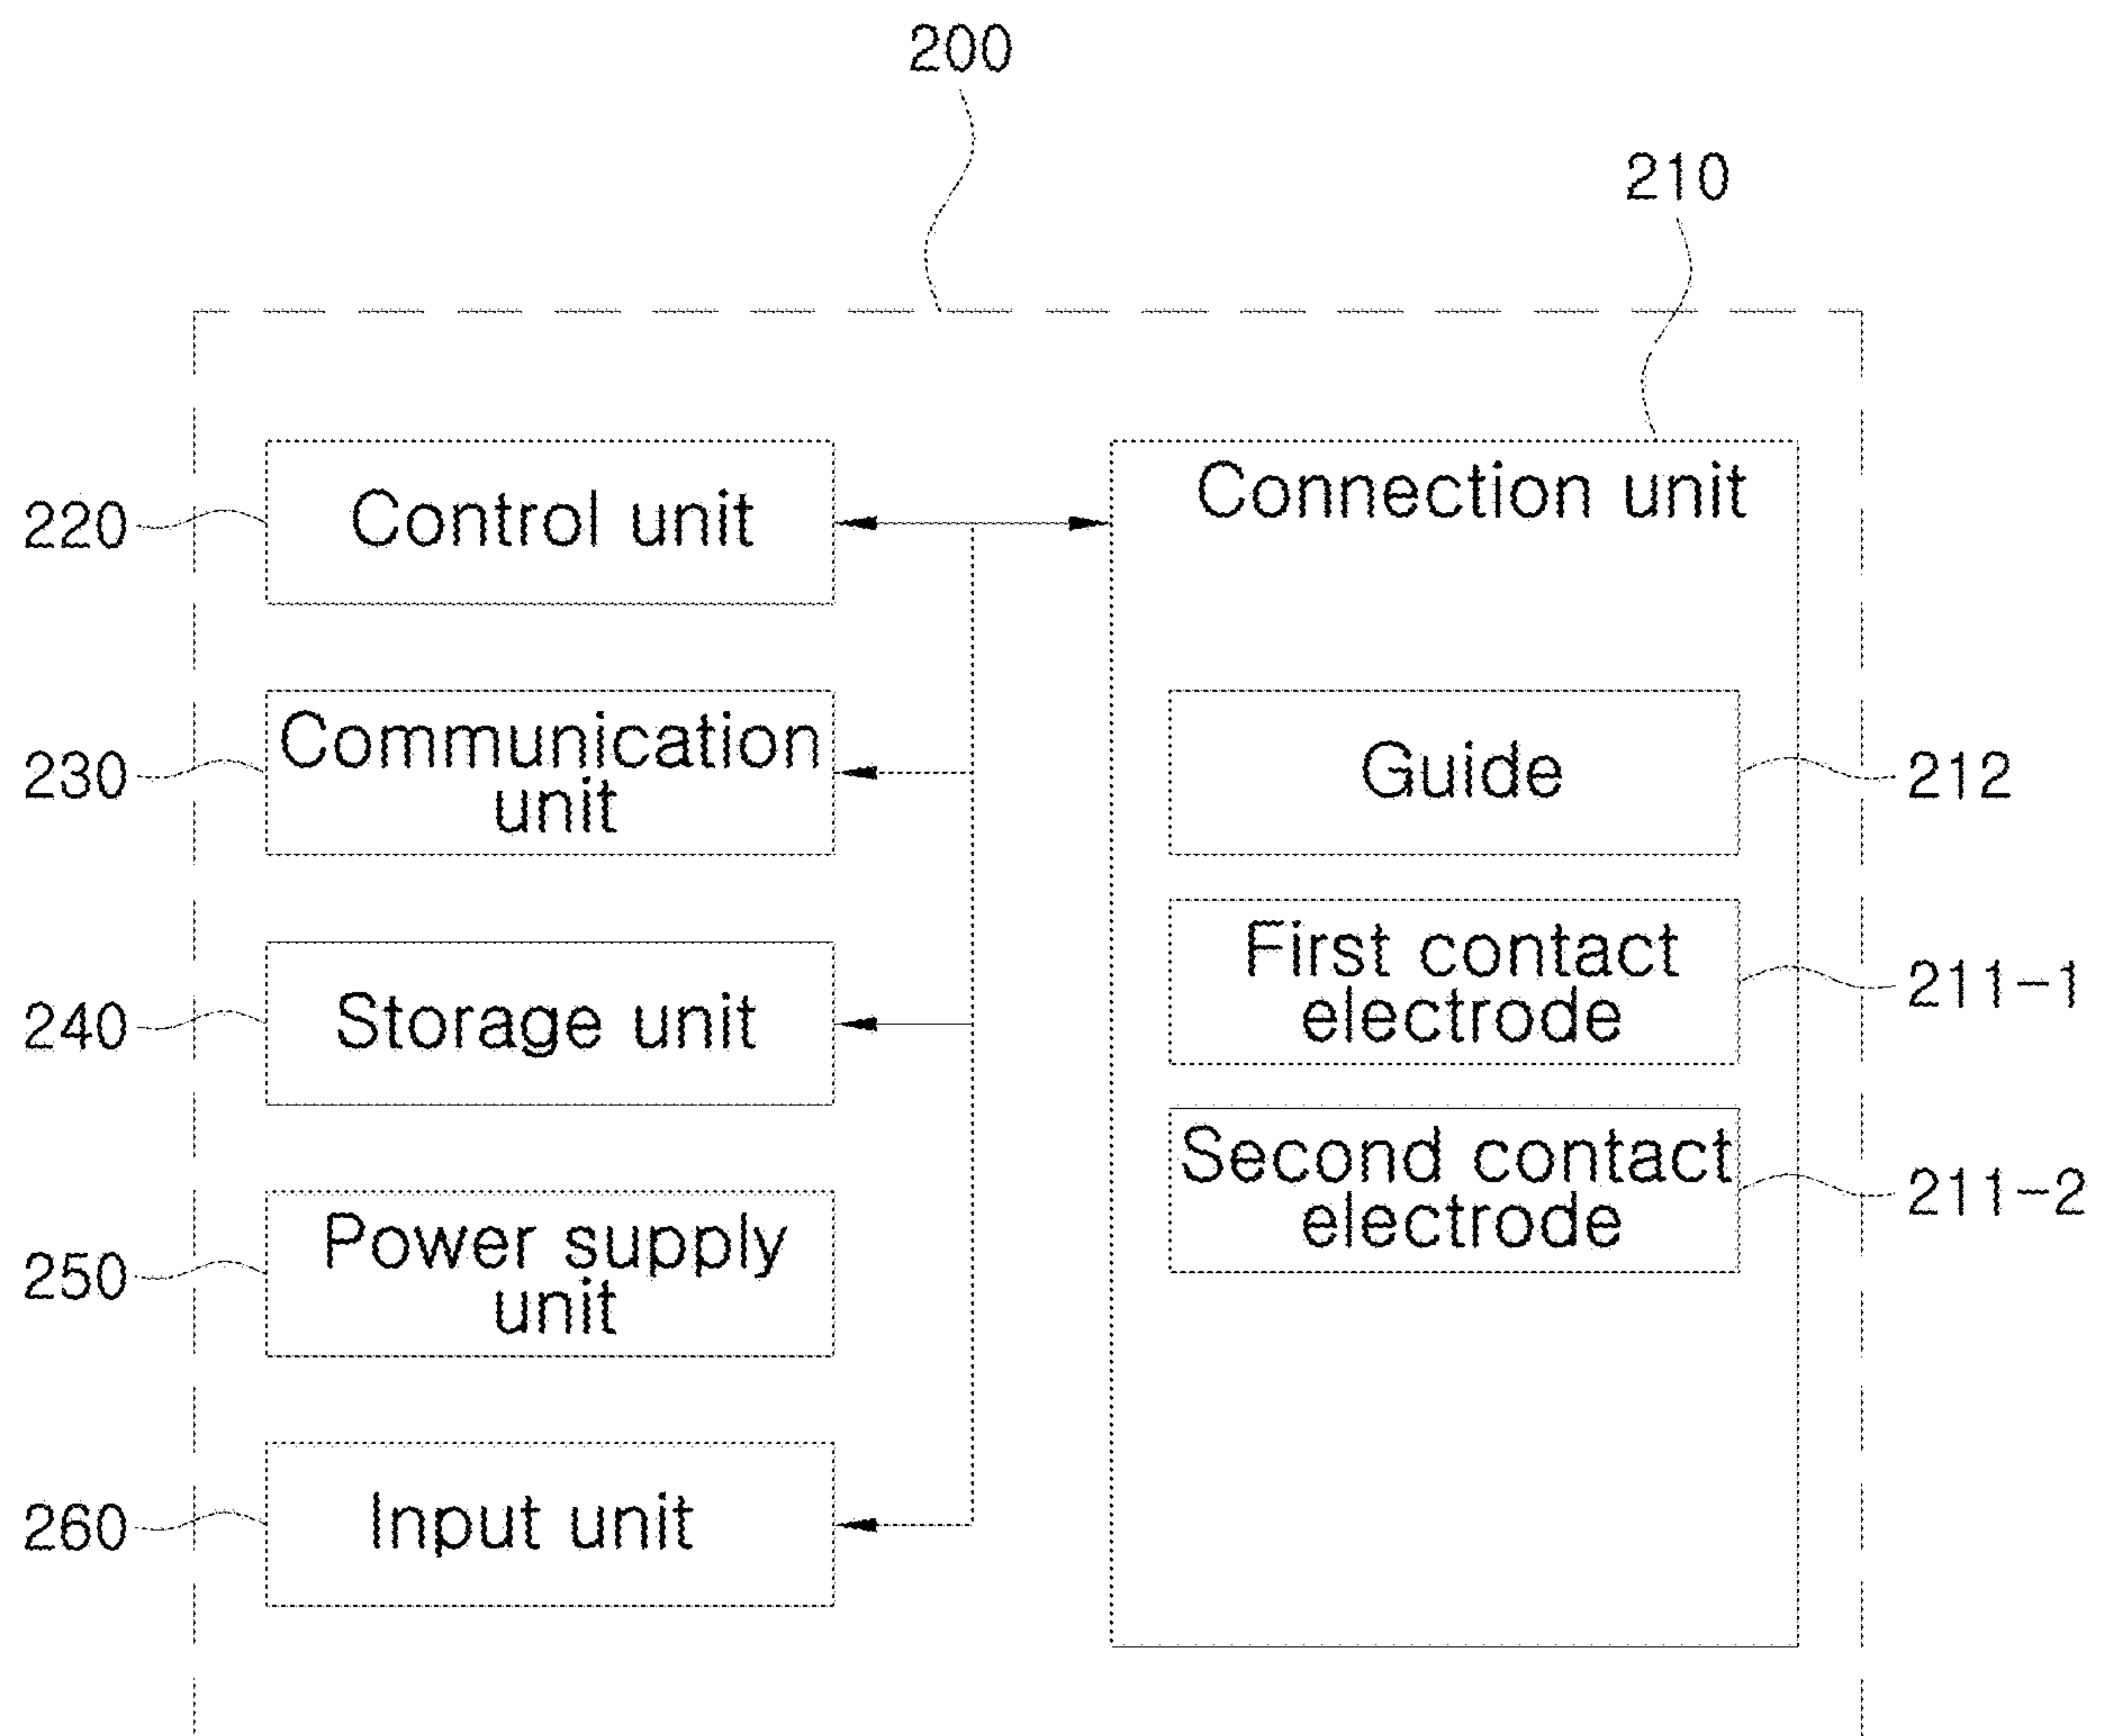 200
210
220
Control unit
Connection unit
230
Communication
unit
Guide
212
240
Storage unit
First contact
electrode
211-1
250
Power supply
unit
Second contact
electrode
211-2
260
Input unit